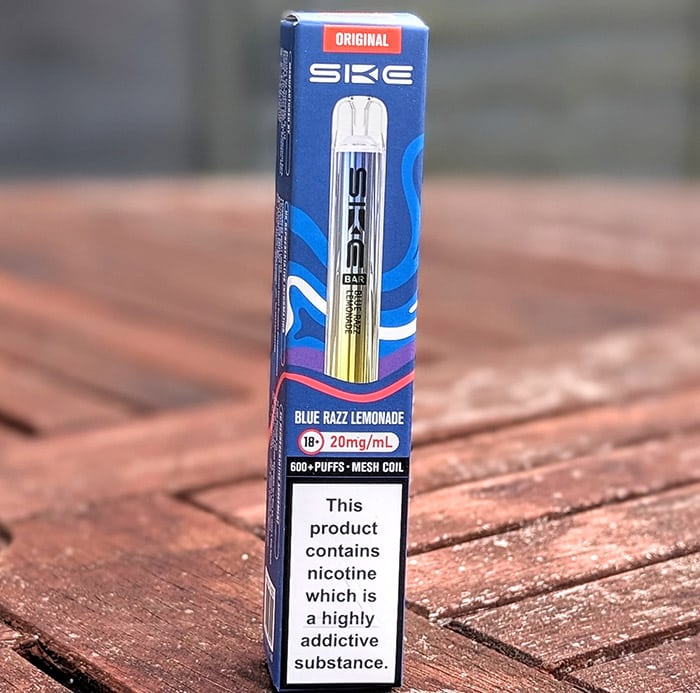 ORIGINAL
SKE
SKE
BAR
BLUE RAZZ
LEMONADE
BLUE RAZZ LEMONADE
18+ 20mg/mL
600+PUFFS·MESH COIL
This
product
contains
nicotine
which is
a highly
addictive
substance.